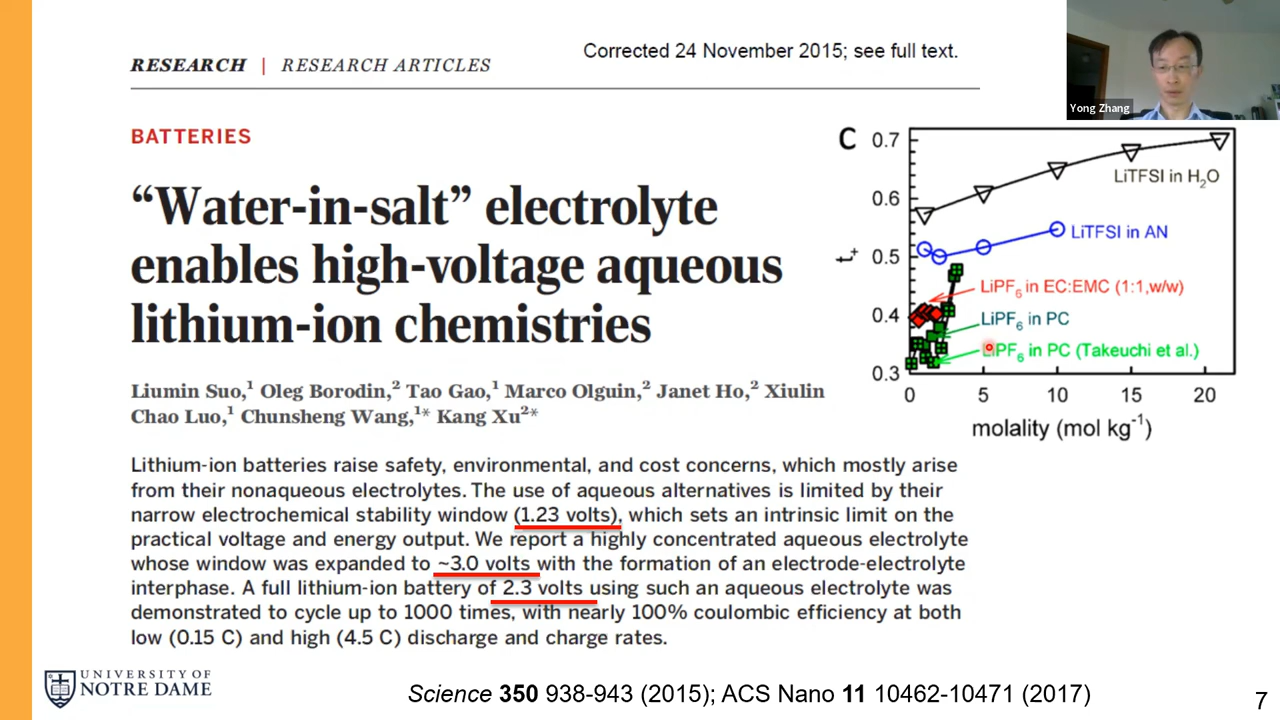 RESEARCH | RESEARCH ARTICLES
Corrected 24 November 2015; see full text.
Yong Zhang
BATTERIES
“Water-in-salt” electrolyte
enables high-voltage aqueous
lithium-ion chemistries
Liumin Suo,¹ Oleg Borodin,² Tao Gao,¹ Marco Olguin,² Janet Ho,² Xiulin
Chao Luo,¹ Chunsheng Wang,¹* Kang Xu²*
C
0.7
0.6
0.5
0.4
0.3
t₊
LiTFSI in H₂O
LiTFSI in AN
LiPF₆ in EC:EMC (1:1,w/w)
LiPF₆ in PC
LiPF₆ in PC (Takeuchi et al.)
0 5 10 15 20
molality (mol kg⁻¹)
Lithium-ion batteries raise safety, environmental, and cost concerns, which mostly arise
from their nonaqueous electrolytes. The use of aqueous alternatives is limited by their
narrow electrochemical stability window (1.23 volts), which sets an intrinsic limit on the
practical voltage and energy output. We report a highly concentrated aqueous electrolyte
whose window was expanded to ~3.0 volts with the formation of an electrode-electrolyte
interphase. A full lithium-ion battery of 2.3 volts using such an aqueous electrolyte was
demonstrated to cycle up to 1000 times, with nearly 100% coulombic efficiency at both
low (0.15 C) and high (4.5 C) discharge and charge rates.
UNIVERSITY OF
NOTRE DAME
Science 350 938-943 (2015); ACS Nano 11 10462-10471 (2017)
7